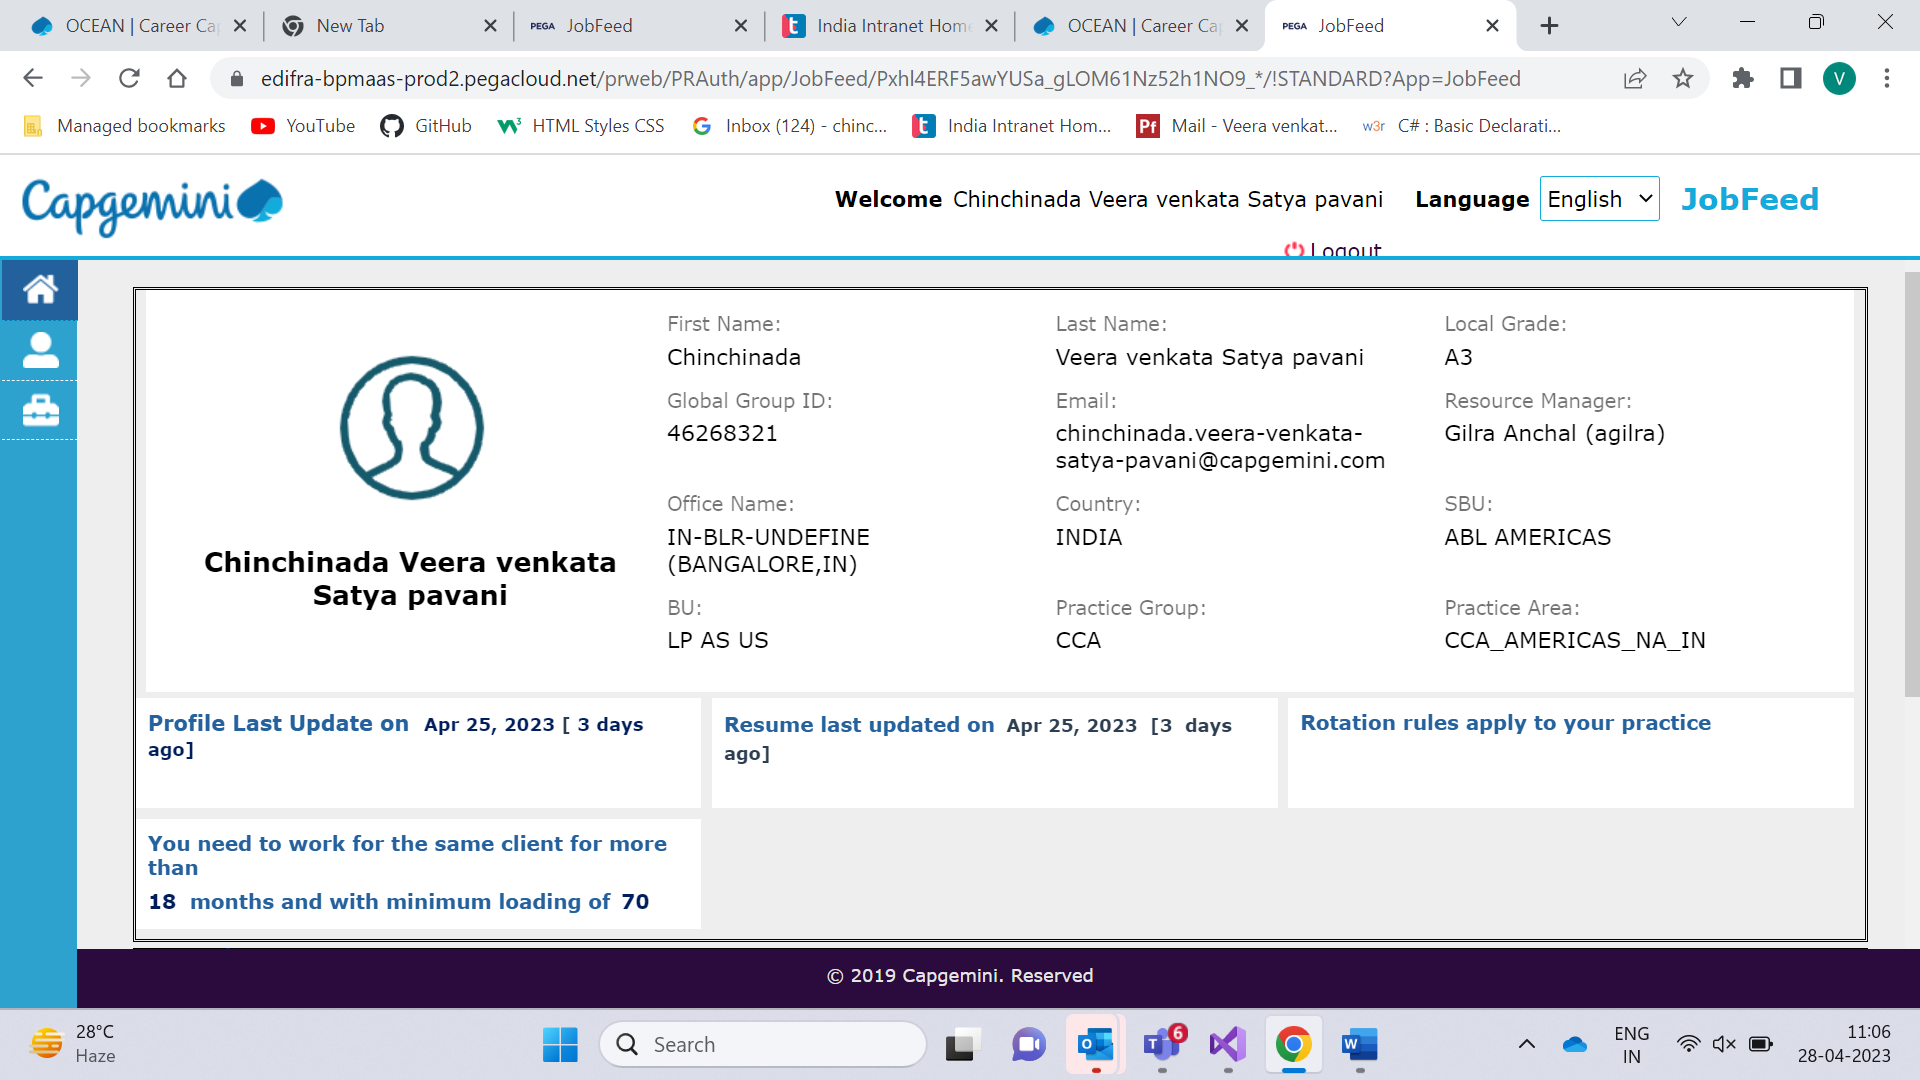 OCEAN | Career Ca
New Tab
PEGA JobFeed
India Intranet Home
OCEAN | Career Ca
PEGA JobFeed
edifra-bpmaas-prod2.pegacloud.net/prweb/PRAuth/app/JobFeed/Pxhl4ERF5awYUSa_gLOM61Nz52h1NO9_*/!STANDARD?App=JobFeed
V
Managed bookmarks YouTube GitHub HTML Styles CSS Inbox (124) - chinc... India Intranet Hom... Mail - Veera venkat... w3r C# : Basic Declarati...
Capgemini
Welcome Chinchinada Veera venkata Satya pavani Language English JobFeed
Logout
First Name: Last Name: Local Grade:
Chinchinada Veera venkata Satya pavani A3
Global Group ID: Email: Resource Manager:
46268321 chinchinada.veera-venkata- Gilra Anchal (agilra)
satya-pavani@capgemini.com
Office Name: Country: SBU:
IN-BLR-UNDEFINE INDIA ABL AMERICAS
(BANGALORE,IN)
Chinchinada Veera venkata
Satya pavani
BU: Practice Group: Practice Area:
LP AS US CCA CCA_AMERICAS_NA_IN
Profile Last Update on Apr 25, 2023 [ 3 days
ago]
Resume last updated on Apr 25, 2023 [3 days
ago]
Rotation rules apply to your practice
You need to work for the same client for more
than
18 months and with minimum loading of 70
© 2019 Capgemini. Reserved
28°C
Haze
Search
6
ENG
IN
11:06
28-04-2023